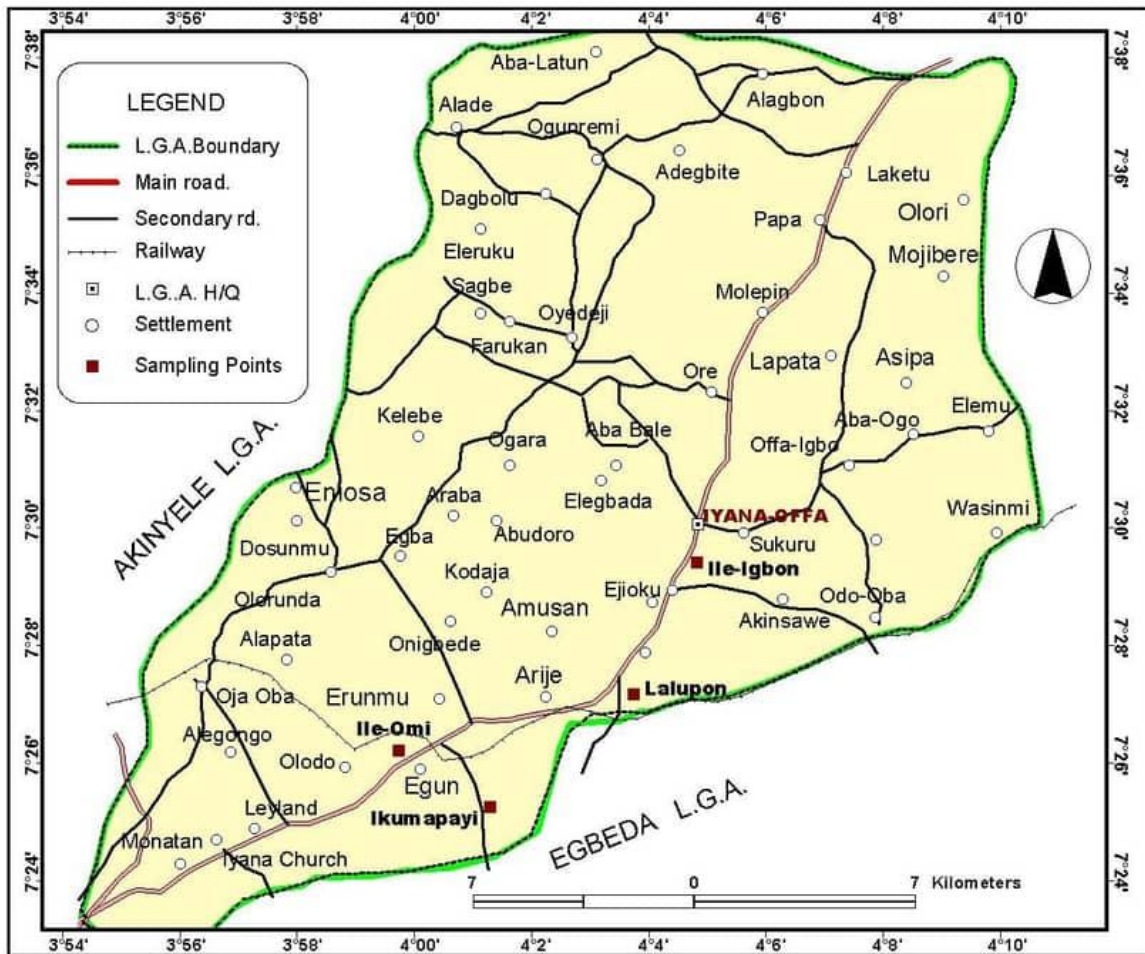 3°54' 3°56' 3°58' 4°00' 4°2' 4°4' 4°6' 4°8' 4°10'
7°38' 7°38'
LEGEND
L.G.A.Boundary
Main road.
Secondary rd.
Railway
L.G..A. H/Q
Settlement
Sampling Points
Aba-Latun
Alagbon
Alade
Ogunremi
7°36' 7°36'
Adegbite
Laketu
Dagbolu
Papa
Olori
Eleruku
Mojibere
7°34' 7°34'
Sagbe
Molepin
Oyedeji
Farukan
Lapata
Asipa
Ore
7°32' 7°32'
Kelebe
Elemu
Aba-Ogo
Ogara
Aba Bale
Offa-Igbo
AKINYELE L.G.A.
Eniosa
Araba
Elegbada
Wasinmi
7°30' 7°30'
IYANA-OFFA
Dosunmu
Egba
Abudoro
Sukuru
Kodaja
Ile-Igbon
Olorunda
Amusan
Ejioku
Odo-Oba
Akinsawe
7°28' 7°28'
Alapata
Onigbede
Arije
Lalupon
Oja Oba
Erunmu
Ile-Omi
7°26' 7°26'
Alegongo
Olodo
Egun
Leyland
Ikumapayi
EGBEDA L.G.A.
Monatan
Iyana Church
7°24' 7°24'
7 0 7 Kilometers
3°54' 3°56' 3°58' 4°00' 4°2' 4°4' 4°6' 4°8' 4°10'